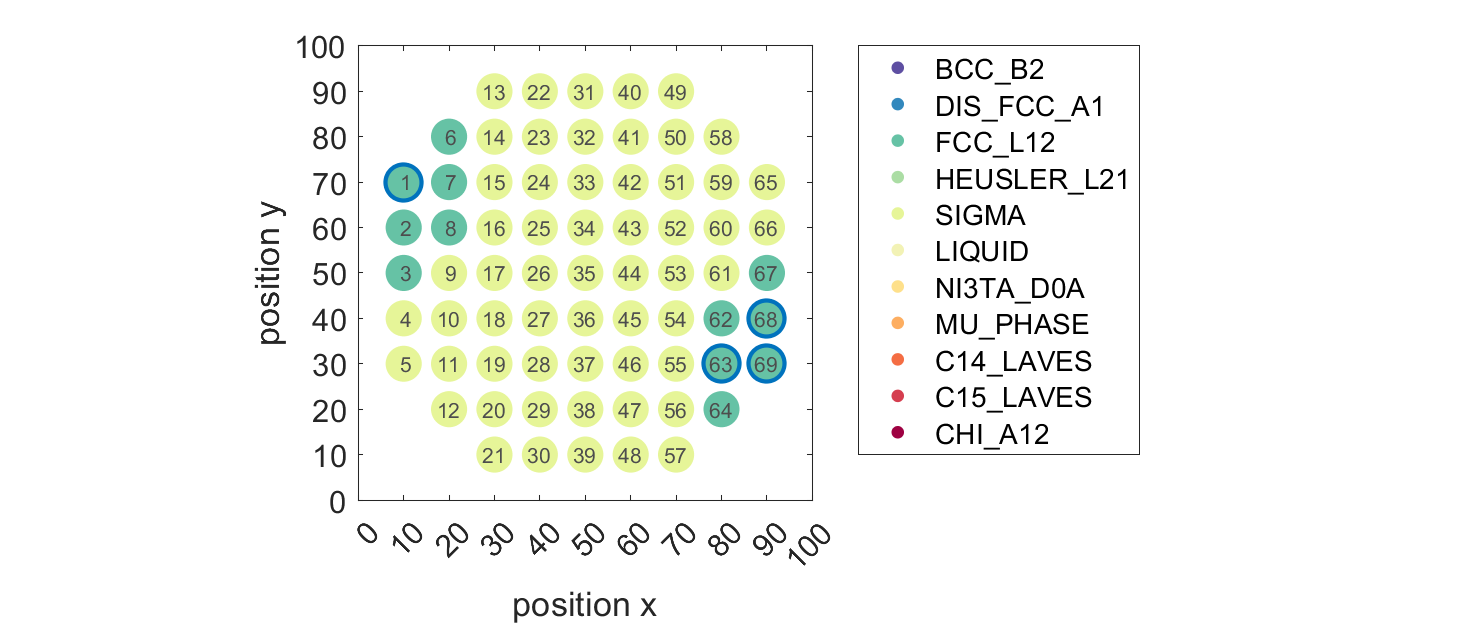 100
90 13 22 31 40 49
80 6 14 23 32 41 50 58
70 1 7 15 24 33 42 51 59 65
60 2 8 16 25 34 43 52 60 66
50 3 9 17 26 35 44 53 61 67
40 4 10 18 27 36 45 54 62 68
30 5 11 19 28 37 46 55 63 69
20 12 20 29 38 47 56 64
10 21 30 39 48 57
0
0 10 20 30 40 50 60 70 80 90 100
position x
position y
BCC_B2
DIS_FCC_A1
FCC_L12
HEUSLER_L21
SIGMA
LIQUID
NI3TA_D0A
MU_PHASE
C14_LAVES
C15_LAVES
CHI_A12